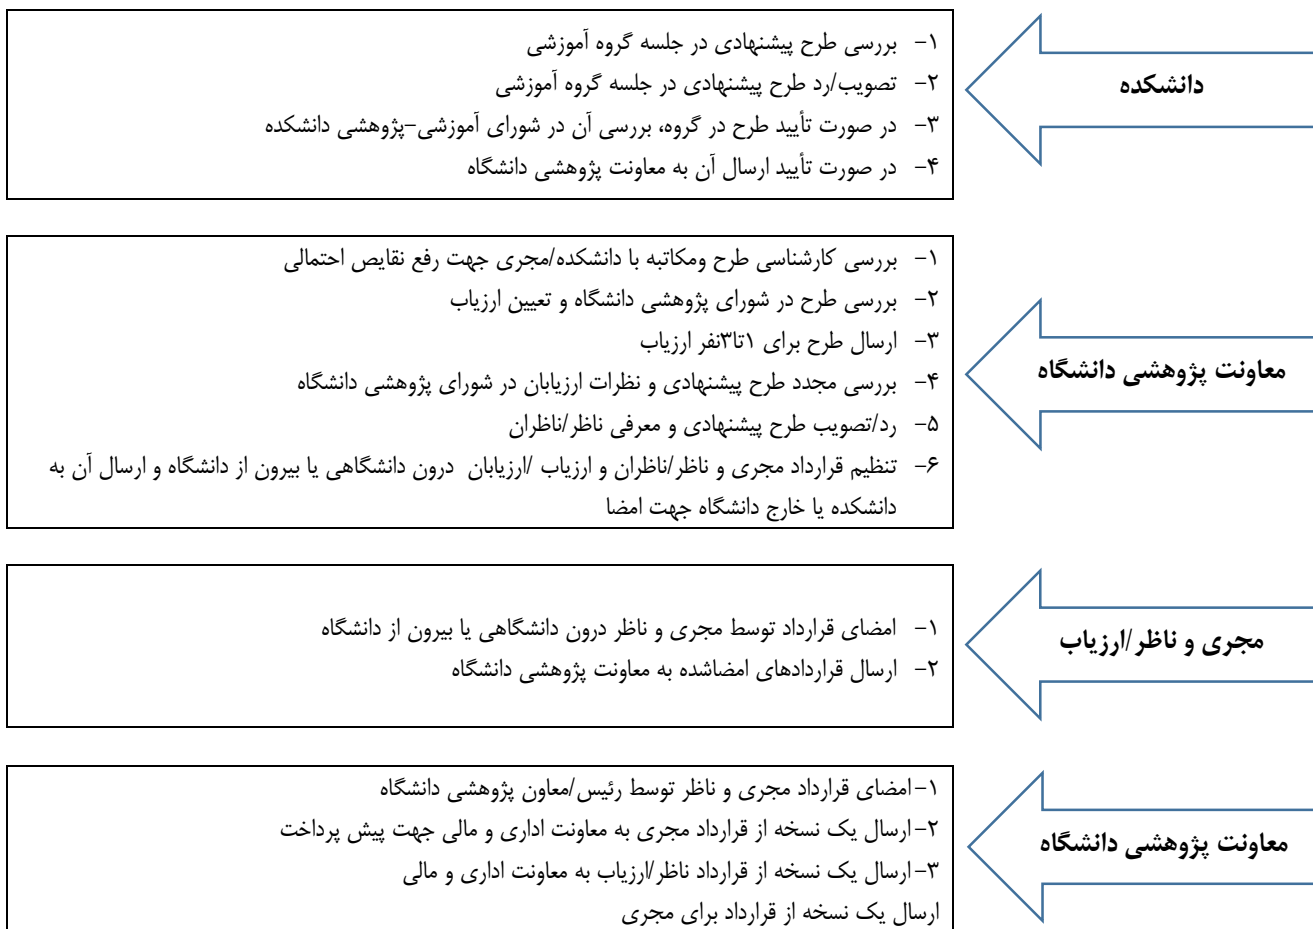 دانشکده
۱- بررسی طرح پیشنهادی در جلسه گروه آموزشی
۲- تصویب/رد طرح پیشنهادی در جلسه گروه آموزشی
۳- در صورت تأیید طرح در گروه، بررسی آن در شورای آموزشی-پژوهشی دانشکده
۴- در صورت تأیید ارسال آن به معاونت پژوهشی دانشگاه
معاونت پژوهشی دانشگاه
۱- بررسی کارشناسی طرح ومکاتبه با دانشکده/مجری جهت رفع نقایص احتمالی
۲- بررسی طرح در شورای پژوهشی دانشگاه و تعیین ارزیاب
۳- ارسال طرح برای ۱تا۳نفر ارزیاب
۴- بررسی مجدد طرح پیشنهادی و نظرات ارزیابان در شورای پژوهشی دانشگاه
۵- رد/تصویب طرح پیشنهادی و معرفی ناظر/ناظران
۶- تنظیم قرارداد مجری و ناظر/ناظران و ارزیاب /ارزیابان درون دانشگاهی یا بیرون از دانشگاه و ارسال آن به
دانشکده یا خارج دانشگاه جهت امضا
مجری و ناظر/ارزیاب
۱- امضای قرارداد توسط مجری و ناظر درون دانشگاهی یا بیرون از دانشگاه
۲- ارسال قراردادهای امضاشده به معاونت پژوهشی دانشگاه
معاونت پژوهشی دانشگاه
۱-امضای قرارداد مجری و ناظر توسط رئیس/معاون پژوهشی دانشگاه
۲-ارسال یک نسخه از قرارداد مجری به معاونت اداری و مالی جهت پیش پرداخت
۳-ارسال یک نسخه از قرارداد ناظر/ارزیاب به معاونت اداری و مالی
ارسال یک نسخه از قرارداد برای مجری